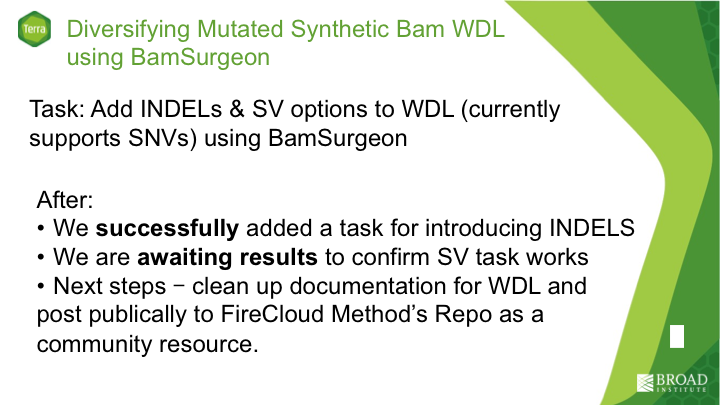 Terra
Diversifying Mutated Synthetic Bam WDL
using BamSurgeon
Task: Add INDELs & SV options to WDL (currently
supports SNVs) using BamSurgeon
After:
• We successfully added a task for introducing INDELS
• We are awaiting results to confirm SV task works
• Next steps − clean up documentation for WDL and
post publically to FireCloud Method’s Repo as a
community resource.
BROAD
INSTITUTE